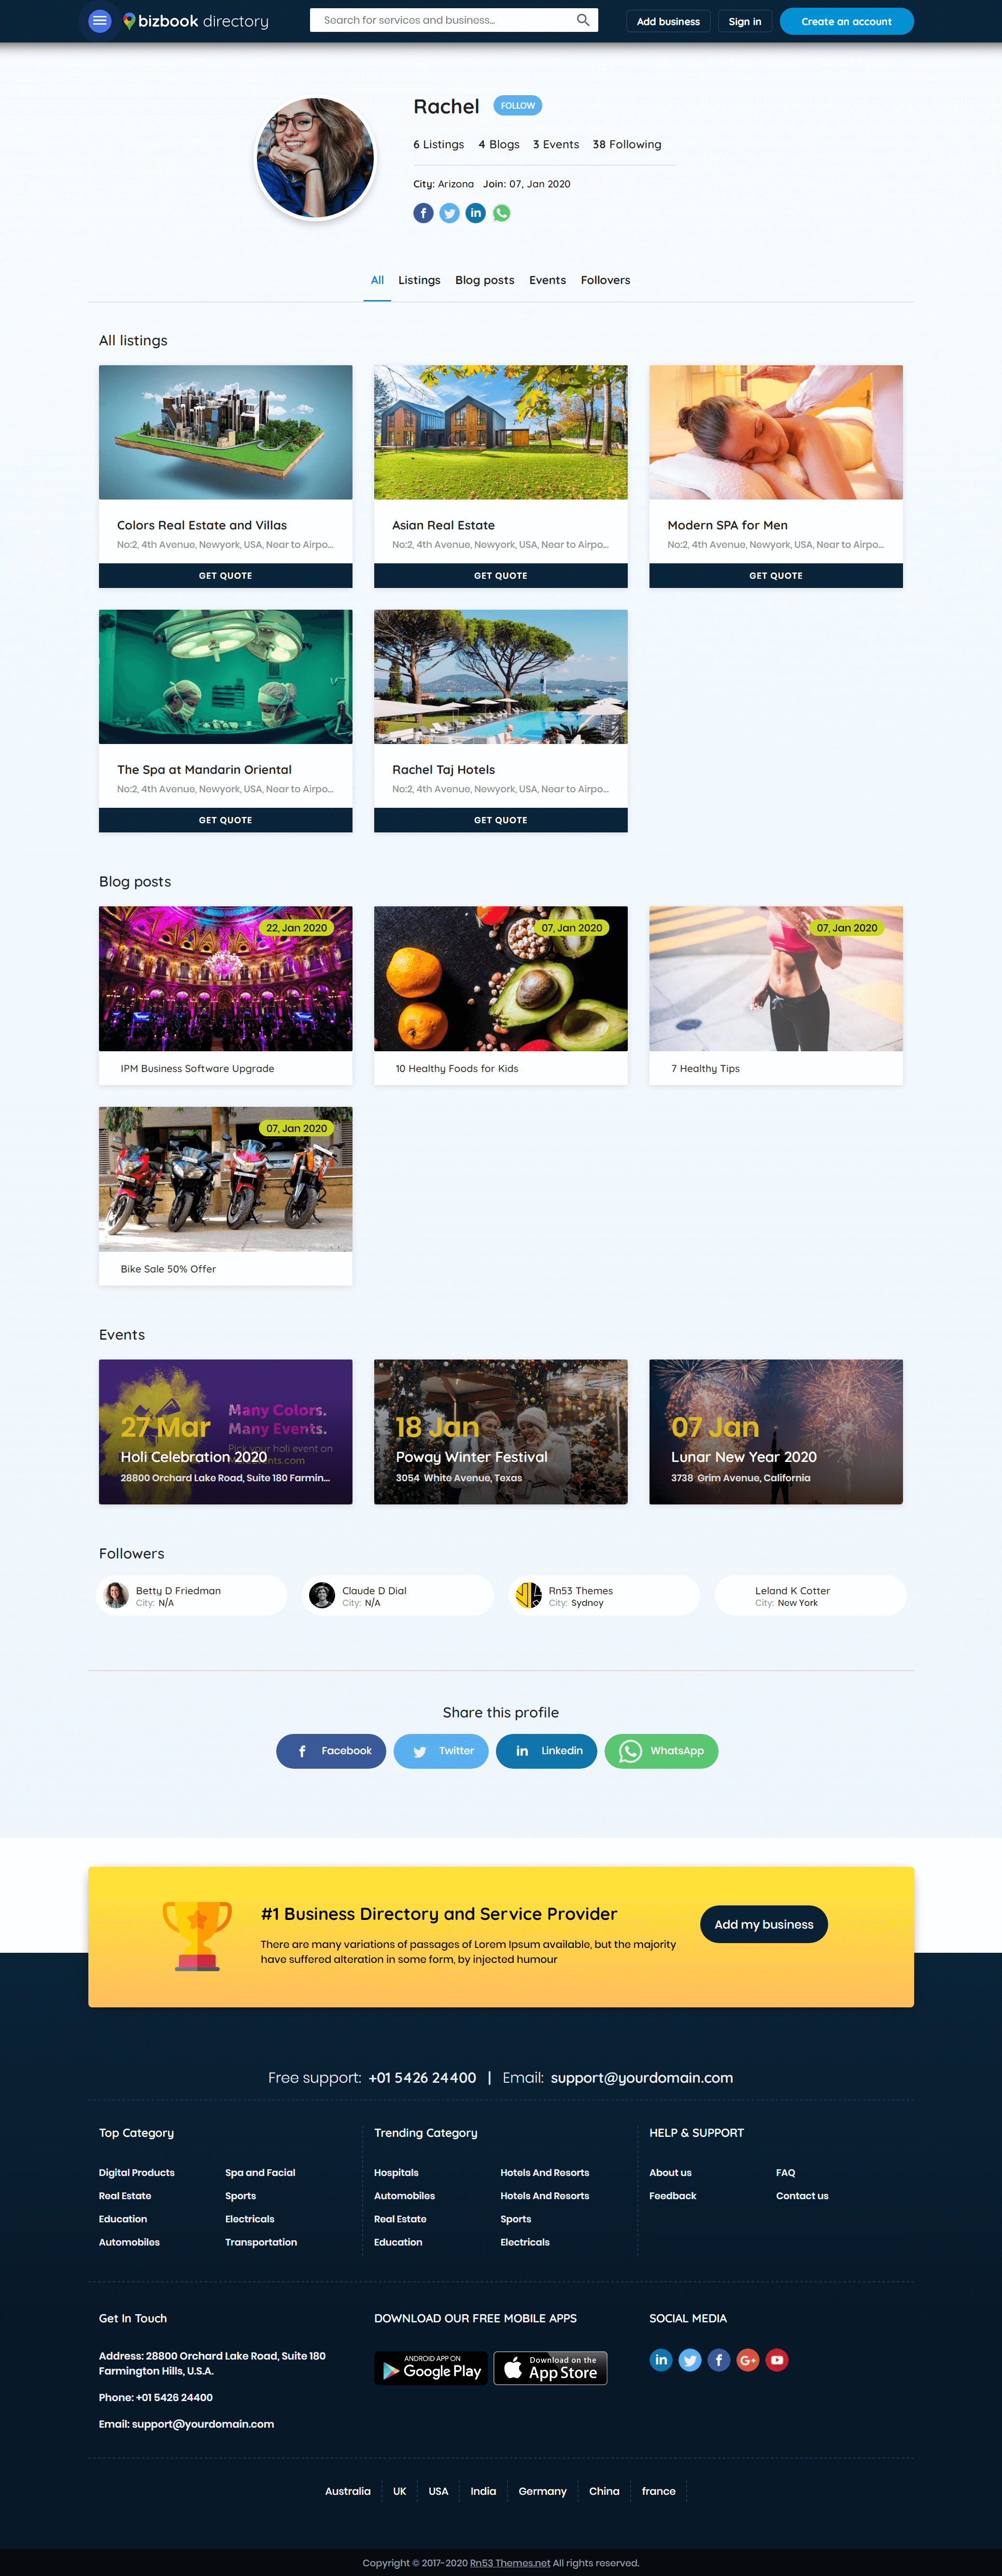 bizbook directory
Search for services and business...
Add business
Sign in
Create an account
Rachel
FOLLOW
6 Listings 4 Blogs 3 Events 38 Following
City: Arizona Join: 07, Jan 2020
All Listings Blog posts Events Follovers
All listings
Colors Real Estate and Villas
No:2, 4th Avenue, Newyork, USA, Near to Airpo...
GET QUOTE
Asian Real Estate
No:2, 4th Avenue, Newyork, USA, Near to Airpo...
GET QUOTE
Modern SPA for Men
No:2, 4th Avenue, Newyork, USA, Near to Airpo...
GET QUOTE
The Spa at Mandarin Oriental
No:2, 4th Avenue, Newyork, USA, Near to Airpo...
GET QUOTE
Rachel Taj Hotels
No:2, 4th Avenue, Newyork, USA, Near to Airpo...
GET QUOTE
Blog posts
22, Jan 2020
IPM Business Software Upgrade
07, Jan 2020
10 Healthy Foods for Kids
07, Jan 2020
7 Healthy Tips
07, Jan 2020
Bike Sale 50% Offer
Events
Many Colors.
Many Events.
Pick your holi event on
27 Mar
Holi Celebration 2020
28800 Orchard Lake Road, Suite 180 Farmin...
18 Jan
Poway Winter Festival
3054 White Avenue, Texas
07 Jan
Lunar New Year 2020
3738 Grim Avenue, California
Followers
Betty D Friedman
City: N/A
Claude D Dial
City: N/A
Rn53 Themes
City: Sydney
Leland K Cotter
City: New York
Share this profile
Facebook
Twitter
Linkedin
WhatsApp
#1 Business Directory and Service Provider
There are many variations of passages of Lorem Ipsum available, but the majority
have suffered alteration in some form, by injected humour
Add my business
Free support: +01 5426 24400 | Email: support@yourdomain.com
Top Category
Digital Products
Spa and Facial
Real Estate
Sports
Education
Electricals
Automobiles
Transportation
Trending Category
Hospitals
Hotels And Resorts
Automobiles
Hotels And Resorts
Real Estate
Sports
Education
Electricals
HELP & SUPPORT
About us
FAQ
Feedback
Contact us
Get In Touch
Address: 28800 Orchard Lake Road, Suite 180
Farmington Hills, U.S.A.
Phone: +01 5426 24400
Email: support@yourdomain.com
DOWNLOAD OUR FREE MOBILE APPS
ANDROID APP ON
Google Play
Download on the
App Store
SOCIAL MEDIA
Australia UK USA India Germany China france
Copyright © 2017-2020 Rn53 Themes.net All rights reserved.